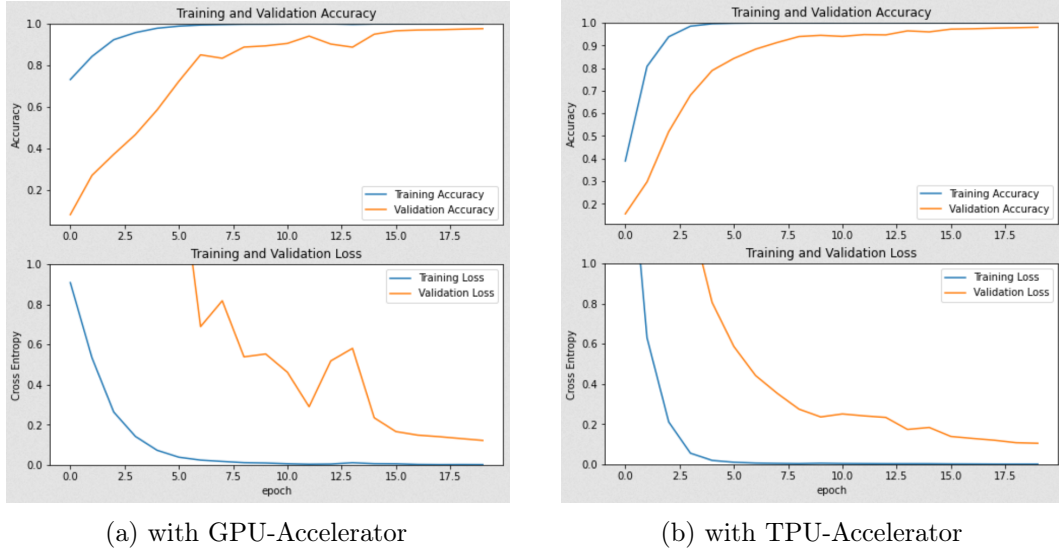 Training and Validation Accuracy
1.0
0.8
0.6
0.4
0.2
Accuracy
Training Accuracy
Validation Accuracy
0.0 2.5 5.0 7.5 10.0 12.5 15.0 17.5
Training and Validation Loss
1.0
0.8
0.6
0.4
0.2
0.0
Cross Entropy
Training Loss
Validation Loss
0.0 2.5 5.0 7.5 10.0 12.5 15.0 17.5
epoch
(a) with GPU-Accelerator
Training and Validation Accuracy
1.0
0.9
0.8
0.7
0.6
0.5
0.4
0.3
0.2
Accuracy
Training Accuracy
Validation Accuracy
0.0 2.5 5.0 7.5 10.0 12.5 15.0 17.5
Training and Validation Loss
1.0
0.8
0.6
0.4
0.2
0.0
Cross Entropy
Training Loss
Validation Loss
0.0 2.5 5.0 7.5 10.0 12.5 15.0 17.5
epoch
(b) with TPU-Accelerator